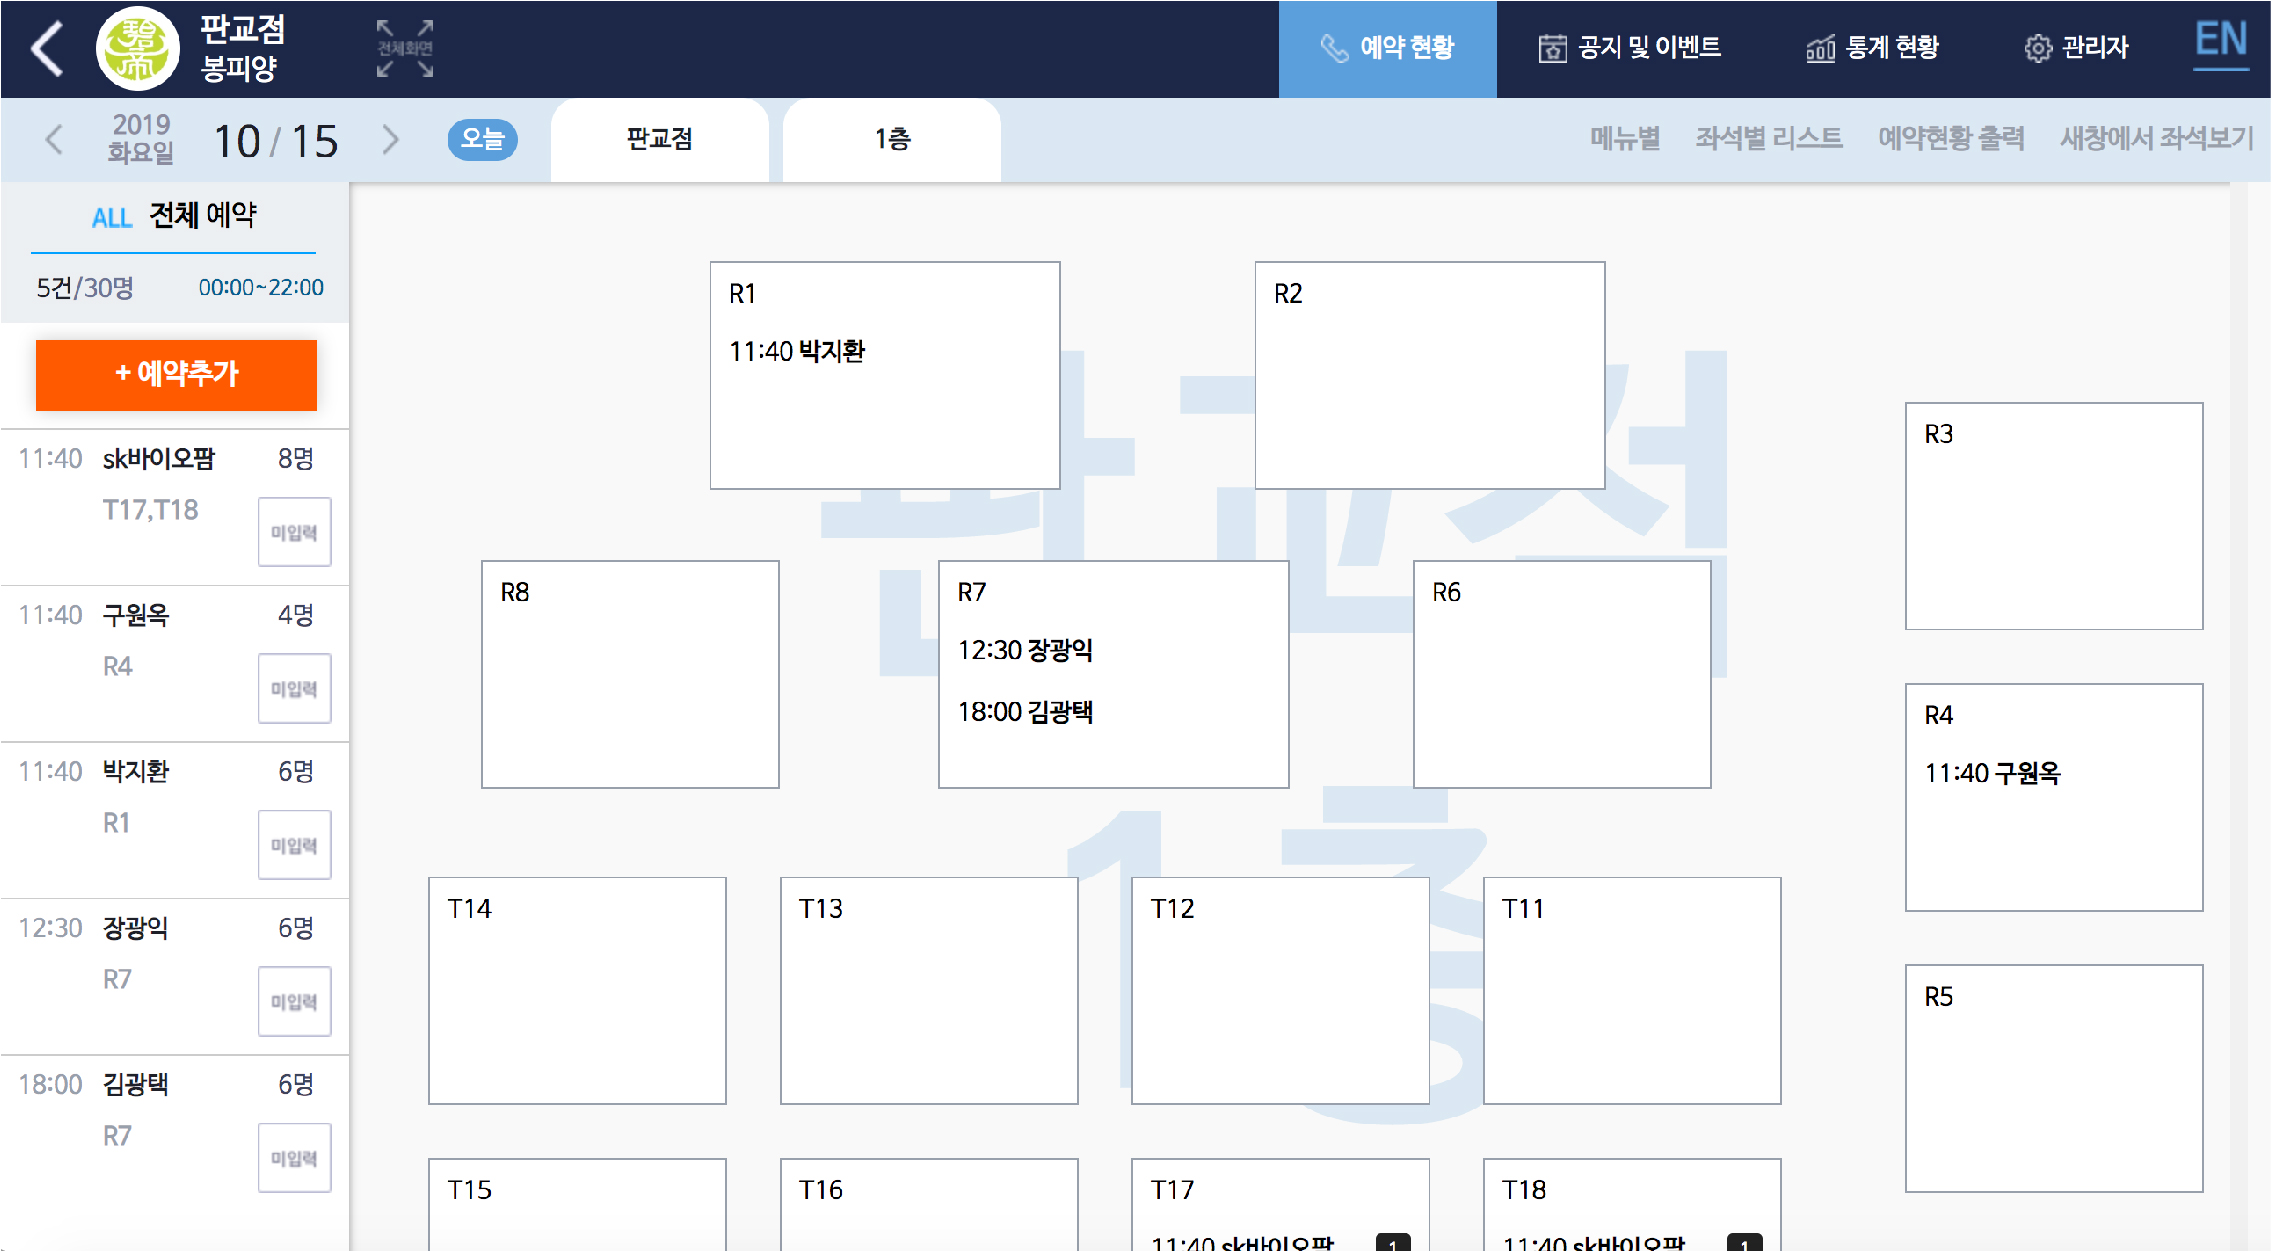 판교점
봉피양
전체화면
예약 현황
공지 및 이벤트
통계 현황
관리자
EN
2019
화요일
10/15
오늘
판교점
1층
메뉴별
좌석별 리스트
예약현황 출력
새창에서 좌석보기
ALL 전체 예약
5건/30명
00:00~22:00
+ 예약추가
11:40 sk바이오팜 8명
T17,T18
미입력
11:40 구원옥 4명
R4
미입력
11:40 박지환 6명
R1
미입력
12:30 장광익 6명
R7
미입력
18:00 김광택 6명
R7
미입력
판교점
1층
R1
11:40 박지환
R2
R3
R8
R7
12:30 장광익
18:00 김광택
R6
R4
11:40 구원옥
T14
T13
T12
T11
R5
T15
T16
T17
11:40 sk바이오팜 1
T18
11:40 sk바이오팜 1